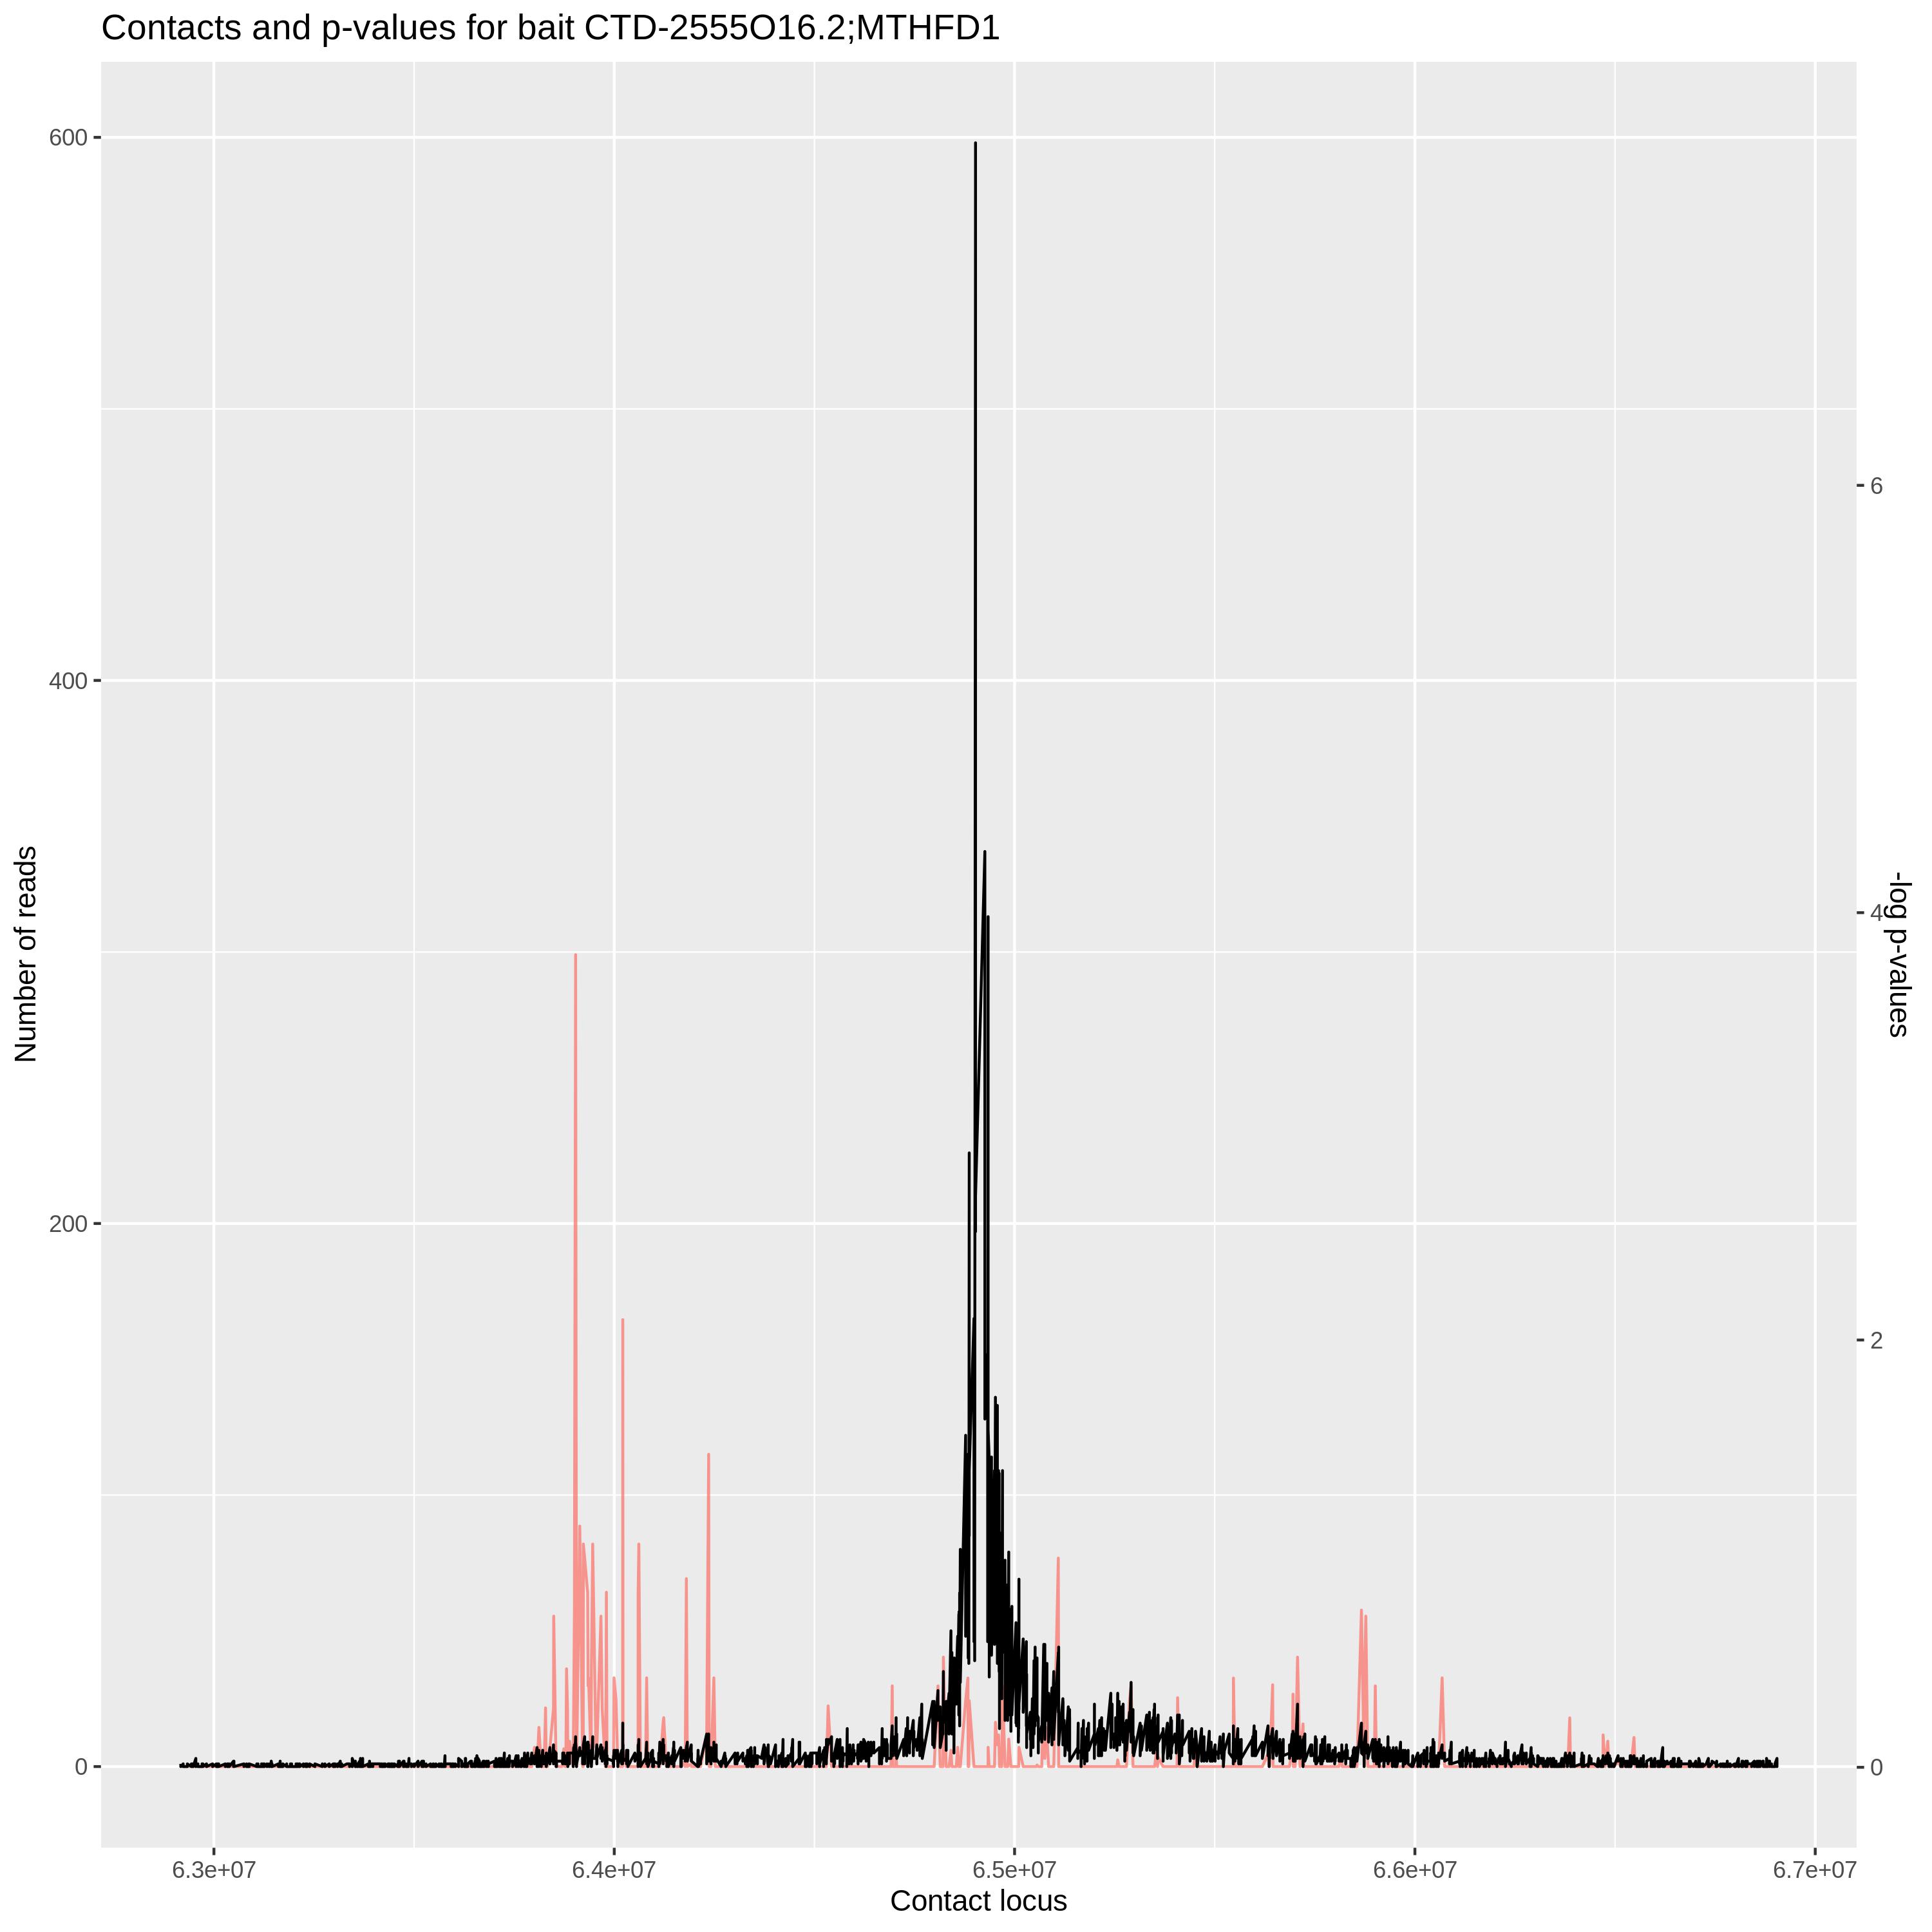 Contacts and p-values for bait CTD-2555O16.2;MTHFD1
600
400
200
0
Number of reads
6
4
2
0
-log p-values
6.3e+07
6.4e+07
6.5e+07
6.6e+07
6.7e+07
Contact locus